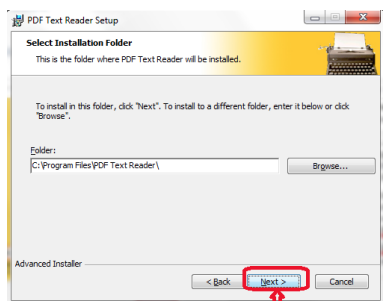 PDF Text Reader Setup
Select Installation Folder
This is the folder where PDF Text Reader will be installed.
To install in this folder, click "Next". To install to a different folder, enter it below or click
"Browse".
Folder:
C:\Program Files\PDF Text Reader\
Browse...
Advanced Installer
< Back
Next >
Cancel